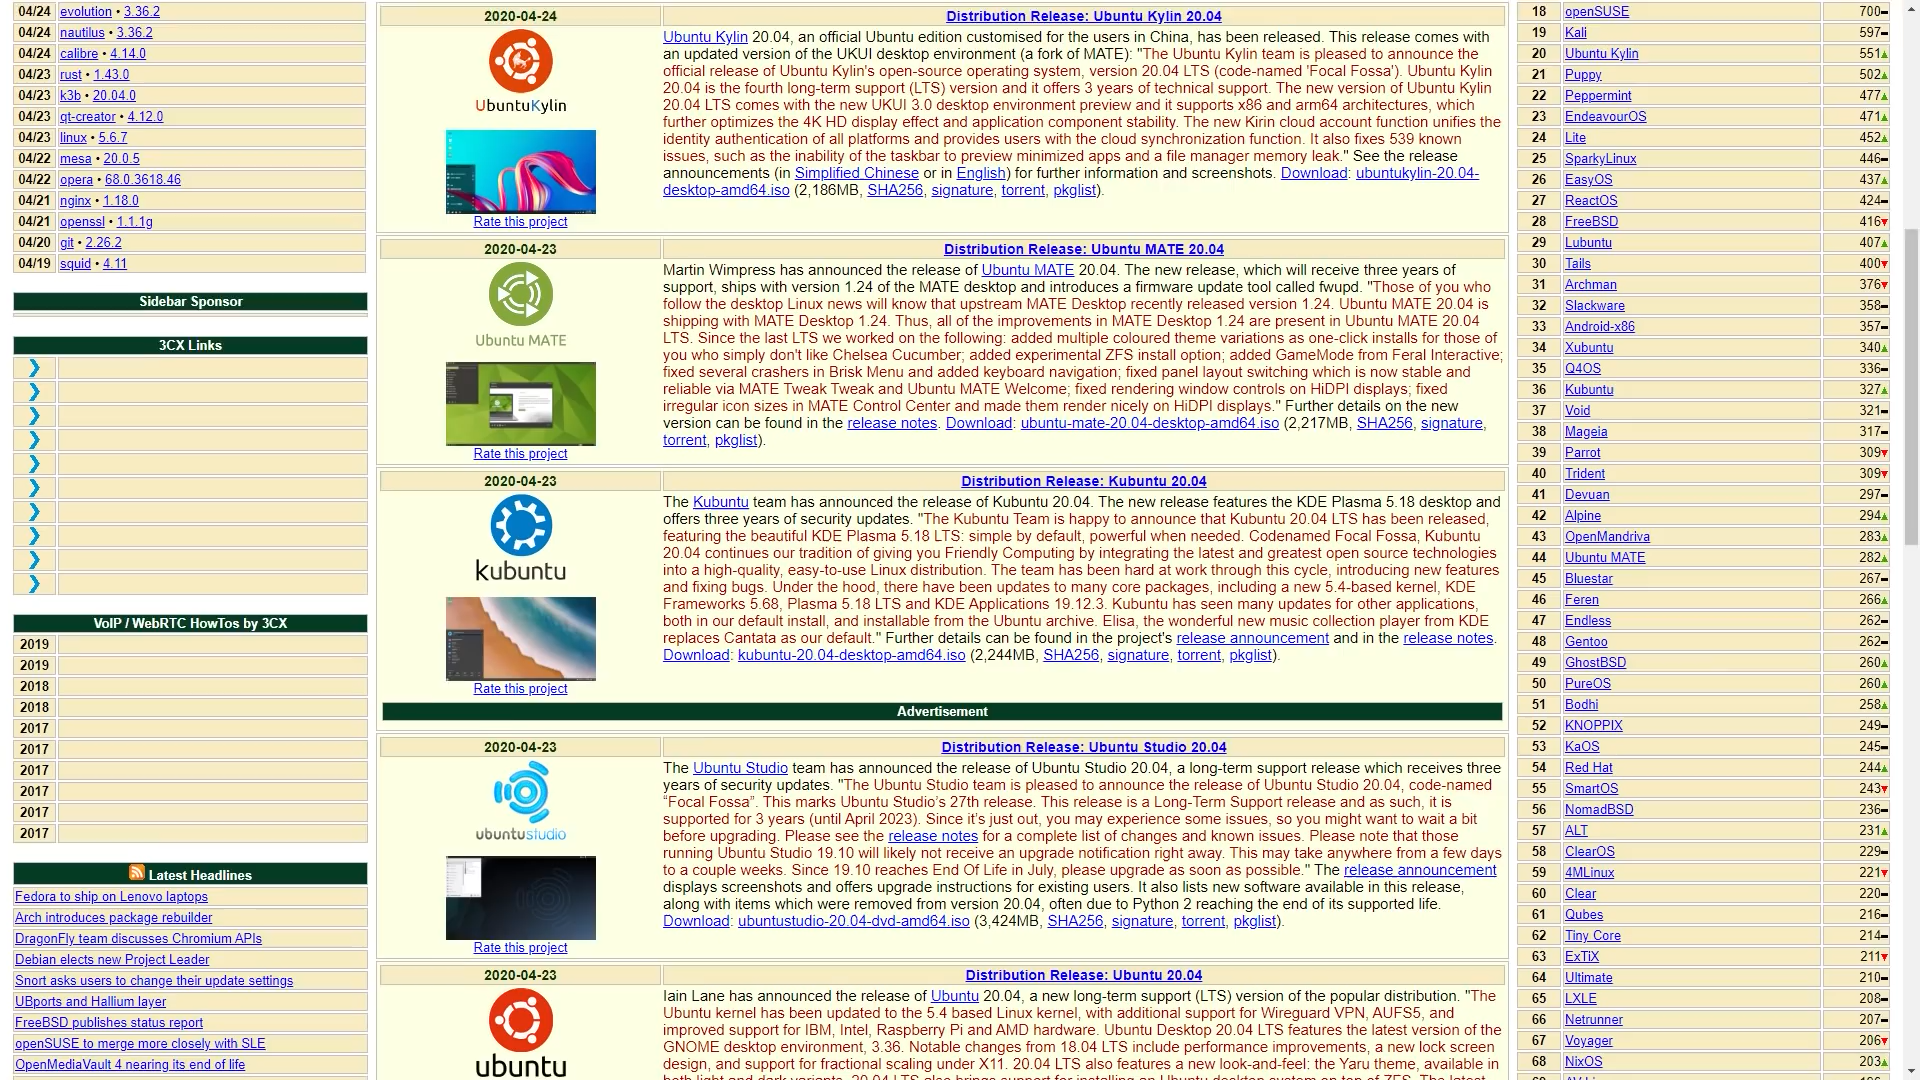 04/24 evolution • 3.36.2
04/24 nautilus • 3.36.2
04/24 calibre • 4.14.0
04/23 rust • 1.43.0
04/23 k3b • 20.04.0
04/23 qt-creator • 4.12.0
04/23 linux • 5.6.7
04/22 mesa • 20.0.5
04/22 opera • 68.0.3618.46
04/21 nginx • 1.18.0
04/21 openssl • 1.1.1g
04/20 git • 2.26.2
04/19 squid • 4.11
Sidebar Sponsor
3CX Links
VoIP / WebRTC HowTos by 3CX
2019
2019
2018
2018
2017
2017
2017
2017
2017
2017
Latest Headlines
Fedora to ship on Lenovo laptops
Arch introduces package rebuilder
DragonFly team discusses Chromium APIs
Debian elects new Project Leader
Snort asks users to change their update settings
UBports and Hallium layer
FreeBSD publishes status report
openSUSE to merge more closely with SLE
OpenMediaVault 4 nearing its end of life
2020-04-24 Distribution Release: Ubuntu Kylin 20.04
UbuntuKylin
Rate this project
Ubuntu Kylin 20.04, an official Ubuntu edition customised for the users in China, has been released. This release comes with
an updated version of the UKUI desktop environment (a fork of MATE): "The Ubuntu Kylin team is pleased to announce the
official release of Ubuntu Kylin's open-source operating system, version 20.04 LTS (code-named 'Focal Fossa'). Ubuntu Kylin
20.04 is the fourth long-term support (LTS) version and it offers 3 years of technical support. The new version of Ubuntu Kylin
20.04 LTS comes with the new UKUI 3.0 desktop environment preview and it supports x86 and arm64 architectures, which
further optimizes the 4K HD display effect and application component stability. The new Kirin cloud account function unifies the
identity authentication of all platforms and provides users with the cloud synchronization function. It also fixes 539 known
issues, such as the inability of the taskbar to preview minimized apps and a file manager memory leak." See the release
announcements (in Simplified Chinese or in English) for further information and screenshots. Download: ubuntukylin-20.04-
desktop-amd64.iso (2,186MB, SHA256, signature, torrent, pkglist).
2020-04-23 Distribution Release: Ubuntu MATE 20.04
Ubuntu MATE
Rate this project
Martin Wimpress has announced the release of Ubuntu MATE 20.04. The new release, which will receive three years of
support, ships with version 1.24 of the MATE desktop and introduces a firmware update tool called fwupd. "Those of you who
follow the desktop Linux news will know that upstream MATE Desktop recently released version 1.24. Ubuntu MATE 20.04 is
shipping with MATE Desktop 1.24. Thus, all of the improvements in MATE Desktop 1.24 are present in Ubuntu MATE 20.04
LTS. Since the last LTS we worked on the following: added multiple coloured theme variations as one-click installs for those of
you who simply don't like Chelsea Cucumber; added experimental ZFS install option; added GameMode from Feral Interactive;
fixed several crashers in Brisk Menu and added keyboard navigation; fixed panel layout switching which is now stable and
reliable via MATE Tweak Tweak and Ubuntu MATE Welcome; fixed rendering window controls on HiDPI displays; fixed
irregular icon sizes in MATE Control Center and made them render nicely on HiDPI displays." Further details on the new
version can be found in the release notes. Download: ubuntu-mate-20.04-desktop-amd64.iso (2,217MB, SHA256, signature,
torrent, pkglist).
2020-04-23 Distribution Release: Kubuntu 20.04
kubuntu
Rate this project
The Kubuntu team has announced the release of Kubuntu 20.04. The new release features the KDE Plasma 5.18 desktop and
offers three years of security updates. "The Kubuntu Team is happy to announce that Kubuntu 20.04 LTS has been released,
featuring the beautiful KDE Plasma 5.18 LTS: simple by default, powerful when needed. Codenamed Focal Fossa, Kubuntu
20.04 continues our tradition of giving you Friendly Computing by integrating the latest and greatest open source technologies
into a high-quality, easy-to-use Linux distribution. The team has been hard at work through this cycle, introducing new features
and fixing bugs. Under the hood, there have been updates to many core packages, including a new 5.4-based kernel, KDE
Frameworks 5.68, Plasma 5.18 LTS and KDE Applications 19.12.3. Kubuntu has seen many updates for other applications,
both in our default install, and installable from the Ubuntu archive. Elisa, the wonderful new music collection player from KDE
replaces Cantata as our default." Further details can be found in the project's release announcement and in the release notes.
Download: kubuntu-20.04-desktop-amd64.iso (2,244MB, SHA256, signature, torrent, pkglist).
Advertisement
2020-04-23 Distribution Release: Ubuntu Studio 20.04
ubuntustudio
Rate this project
The Ubuntu Studio team has announced the release of Ubuntu Studio 20.04, a long-term support release which receives three
years of security updates. "The Ubuntu Studio team is pleased to announce the release of Ubuntu Studio 20.04, code-named
“Focal Fossa”. This marks Ubuntu Studio’s 27th release. This release is a Long-Term Support release and as such, it is
supported for 3 years (until April 2023). Since it’s just out, you may experience some issues, so you might want to wait a bit
before upgrading. Please see the release notes for a complete list of changes and known issues. Please note that those
running Ubuntu Studio 19.10 will likely not receive an upgrade notification right away. This may take anywhere from a few days
to a couple weeks. Since 19.10 reaches End Of Life in July, please upgrade as soon as possible." The release announcement
displays screenshots and offers upgrade instructions for existing users. It also lists new software available in this release,
along with items which were removed from version 20.04, often due to Python 2 reaching the end of its supported life.
Download: ubuntustudio-20.04-dvd-amd64.iso (3,424MB, SHA256, signature, torrent, pkglist).
2020-04-23 Distribution Release: Ubuntu 20.04
ubuntu
Iain Lane has announced the release of Ubuntu 20.04, a new long-term support (LTS) version of the popular distribution. "The
Ubuntu kernel has been updated to the 5.4 based Linux kernel, with additional support for Wireguard VPN, AUFS5, and
improved support for IBM, Intel, Raspberry Pi and AMD hardware. Ubuntu Desktop 20.04 LTS features the latest version of the
GNOME desktop environment, 3.36. Notable changes from 18.04 LTS include performance improvements, a new lock screen
design, and support for fractional scaling under X11. 20.04 LTS also features a new look-and-feel: the Yaru theme, available in
both light and dark variants. 20.04 LTS also brings support for installing an Ubuntu desktop system on top of ZFS. The latest
18 openSUSE 700
19 Kali 597
20 Ubuntu Kylin 551
21 Puppy 502
22 Peppermint 477
23 EndeavourOS 471
24 Lite 452
25 SparkyLinux 446
26 EasyOS 437
27 ReactOS 424
28 FreeBSD 416
29 Lubuntu 407
30 Tails 400
31 Archman 376
32 Slackware 358
33 Android-x86 357
34 Xubuntu 340
35 Q4OS 336
36 Kubuntu 327
37 Void 321
38 Mageia 317
39 Parrot 309
40 Trident 309
41 Devuan 297
42 Alpine 294
43 OpenMandriva 283
44 Ubuntu MATE 282
45 Bluestar 267
46 Feren 266
47 Endless 262
48 Gentoo 262
49 GhostBSD 260
50 PureOS 260
51 Bodhi 258
52 KNOPPIX 249
53 KaOS 245
54 Red Hat 244
55 SmartOS 243
56 NomadBSD 236
57 ALT 231
58 ClearOS 229
59 4MLinux 221
60 Clear 220
61 Qubes 216
62 Tiny Core 214
63 ExTiX 211
64 Ultimate 210
65 LXLE 208
66 Netrunner 207
67 Voyager 206
68 NixOS 203